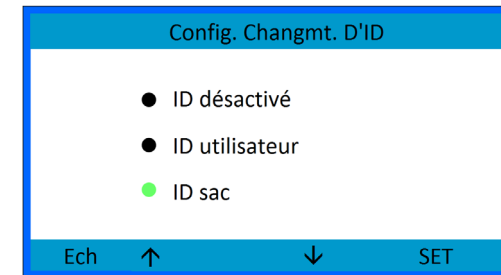 Config. Changmt. D'ID
ID désactivé
ID utilisateur
ID sac
Ech ↑ ↓ SET